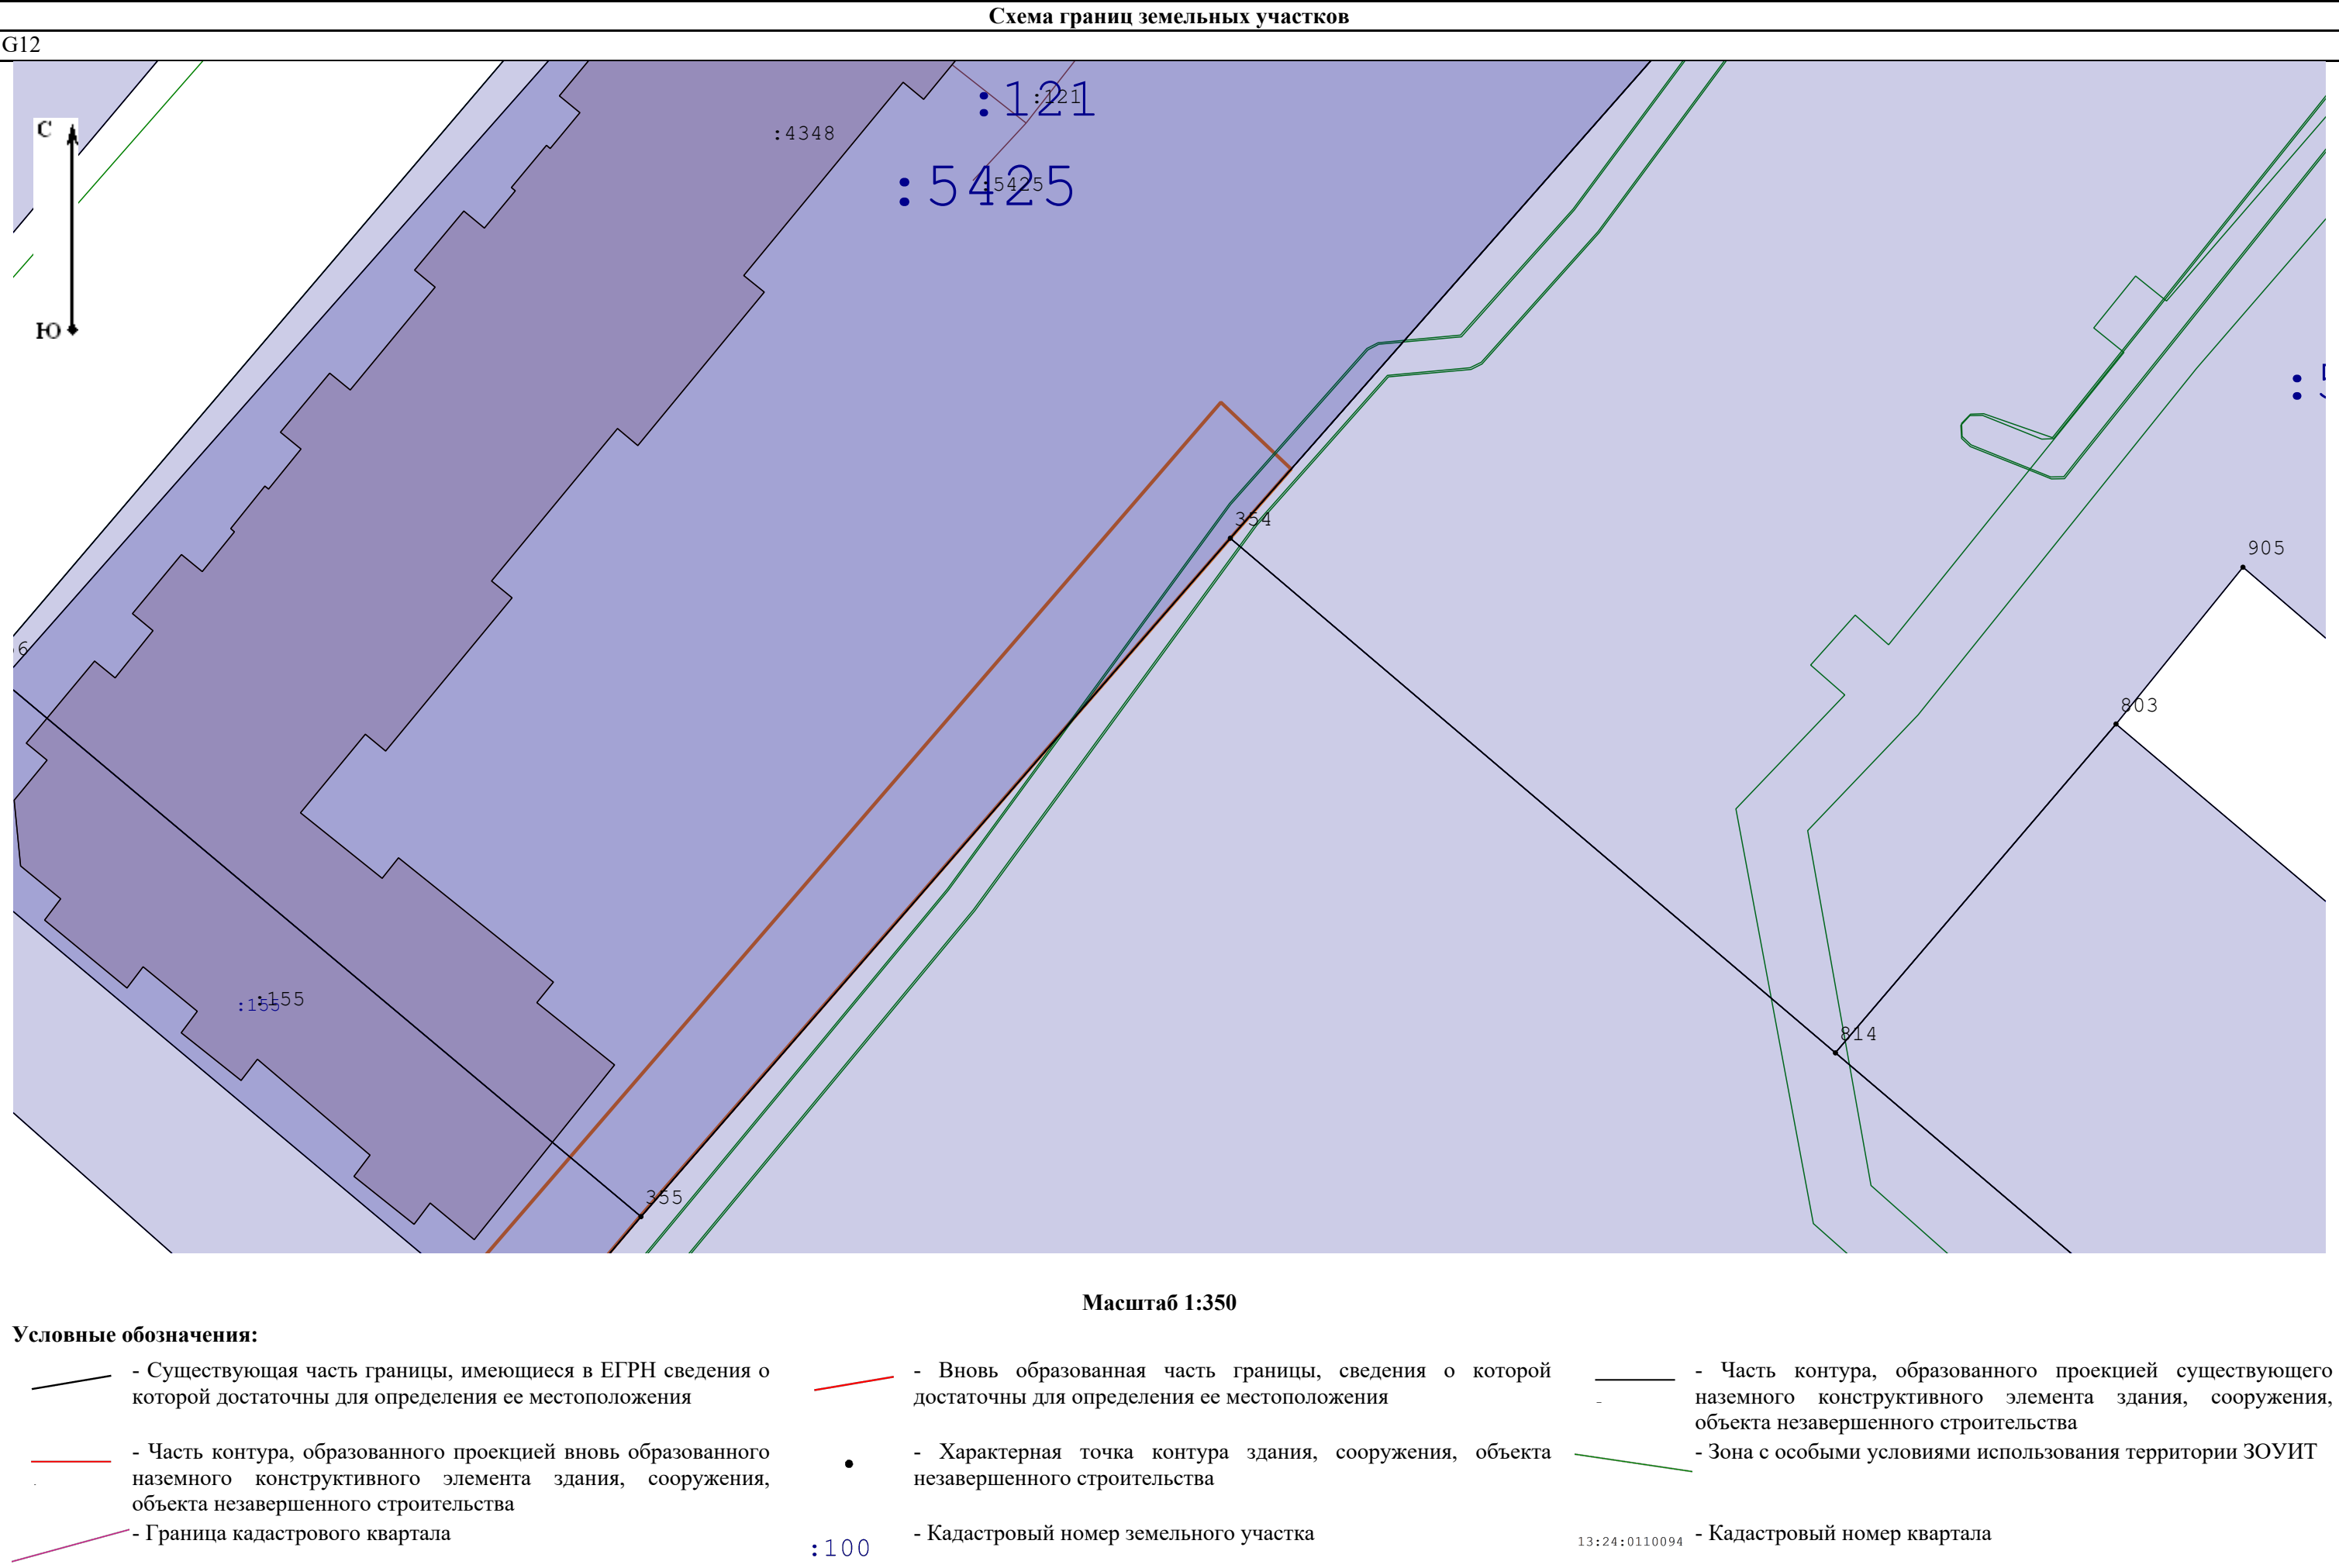 Схема границ земельных участков
G12
С
Ю
:121
:121
:4348
:5425
:5425
354
905
6
803
814
:155
:155
355
Масштаб 1:350
Условные обозначения:
- Существующая часть границы, имеющиеся в ЕГРН сведения о
которой достаточны для определения ее местоположения
- Вновь образованная часть границы, сведения о которой
достаточны для определения ее местоположения
- Часть контура, образованного проекцией существующего
наземного конструктивного элемента здания, сооружения,
объекта незавершенного строительства
- Часть контура, образованного проекцией вновь образованного
наземного конструктивного элемента здания, сооружения,
объекта незавершенного строительства
- Характерная точка контура здания, сооружения, объекта
незавершенного строительства
- Зона с особыми условиями использования территории ЗОУИТ
- Граница кадастрового квартала
:100
- Кадастровый номер земельного участка
13:24:0110094
- Кадастровый номер квартала